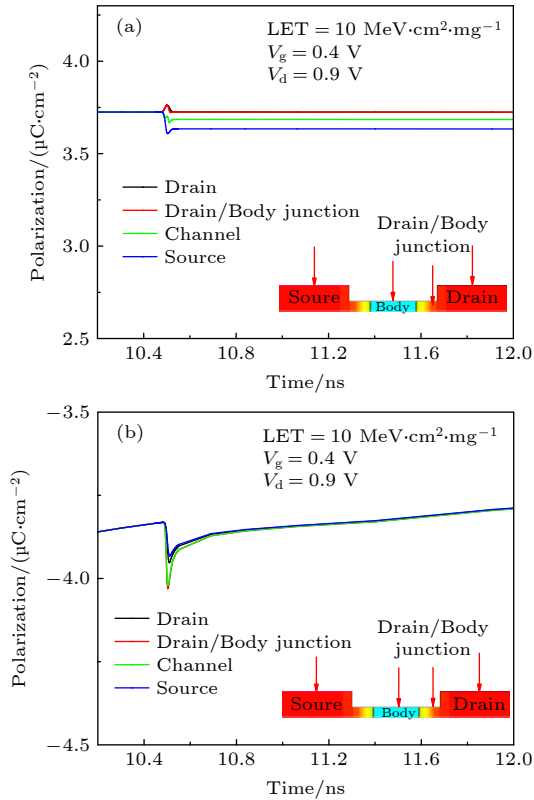 (a)
LET = 10 MeV·cm²·mg⁻¹
V_g = 0.4 V
V_d = 0.9 V
4.0
3.5
3.0
2.5
Polarization/(μC·cm⁻²)
Drain
Drain/Body junction
Channel
Source
Drain/Body
junction
Soure
Body
Drain
10.4 10.8 11.2 11.6 12.0
Time/ns
(b)
LET = 10 MeV·cm²·mg⁻¹
V_g = 0.4 V
V_d = 0.9 V
−3.5
−4.0
−4.5
Polarization/(μC·cm⁻²)
Drain
Drain/Body junction
Channel
Source
Drain/Body
junction
Soure
Body
Drain
10.4 10.8 11.2 11.6 12.0
Time/ns